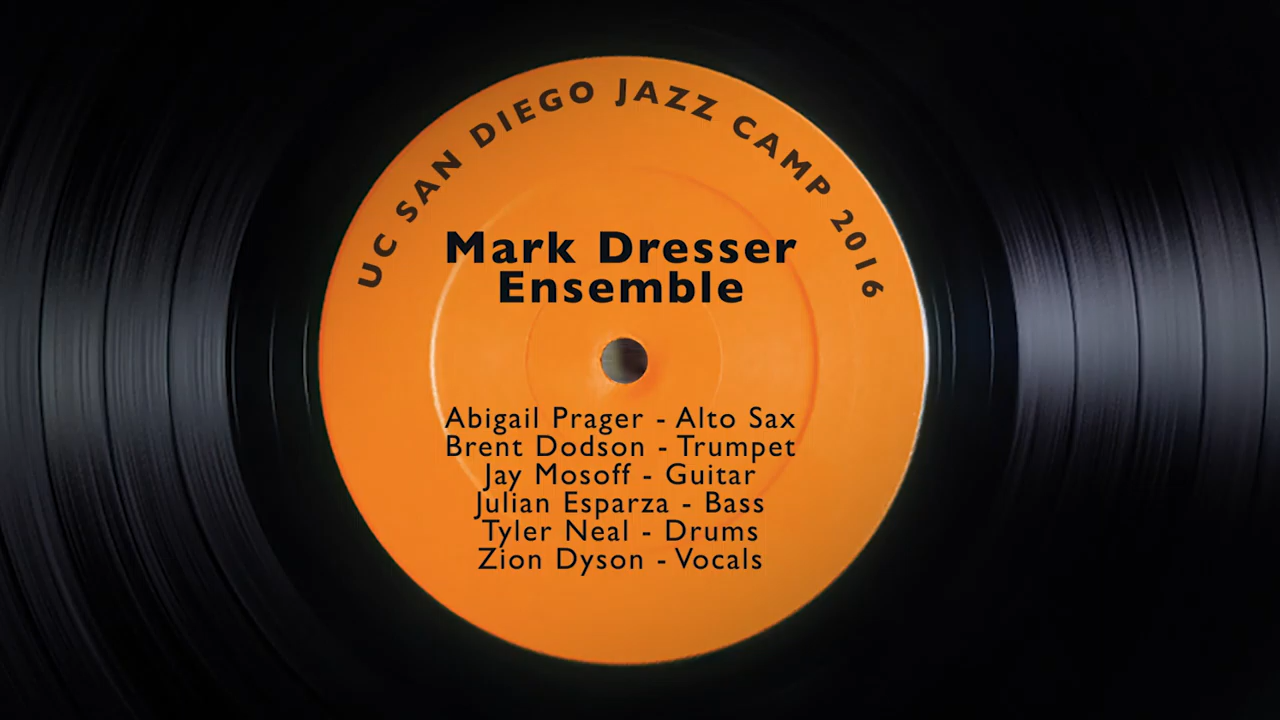 UC SAN DIEGO JAZZ CAMP 2016
Mark Dresser
Ensemble
Abigail Prager - Alto Sax
Brent Dodson - Trumpet
Jay Mosoff - Guitar
Julian Esparza - Bass
Tyler Neal - Drums
Zion Dyson - Vocals